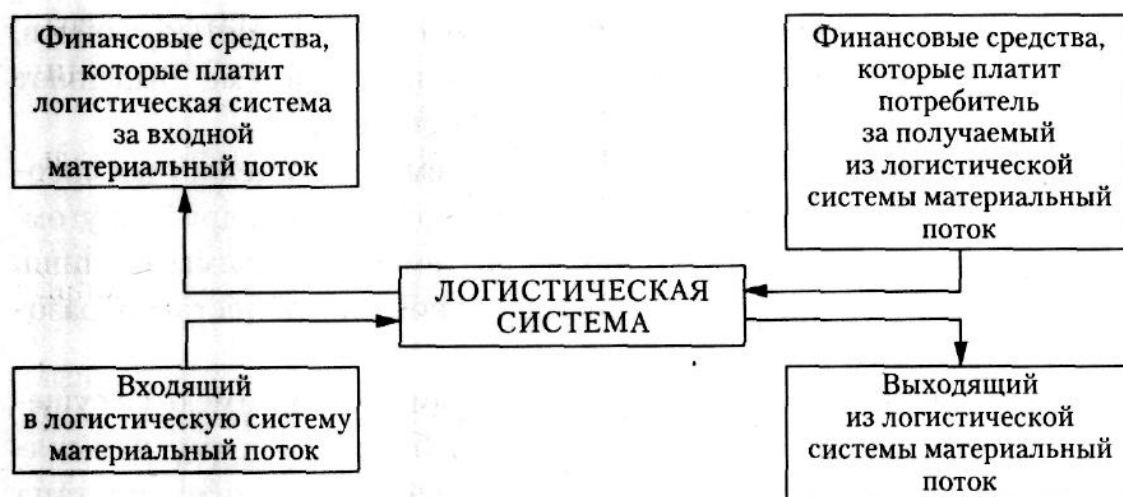 Финансовые средства,
которые платит
логистическая система
за входной
материальный поток
Финансовые средства,
которые платит
потребитель
за получаемый
из логистической
системы материальный
поток
ЛОГИСТИЧЕСКАЯ
СИСТЕМА
Входящий
в логистическую систему
материальный поток
Выходящий
из логистической
системы материальный
поток